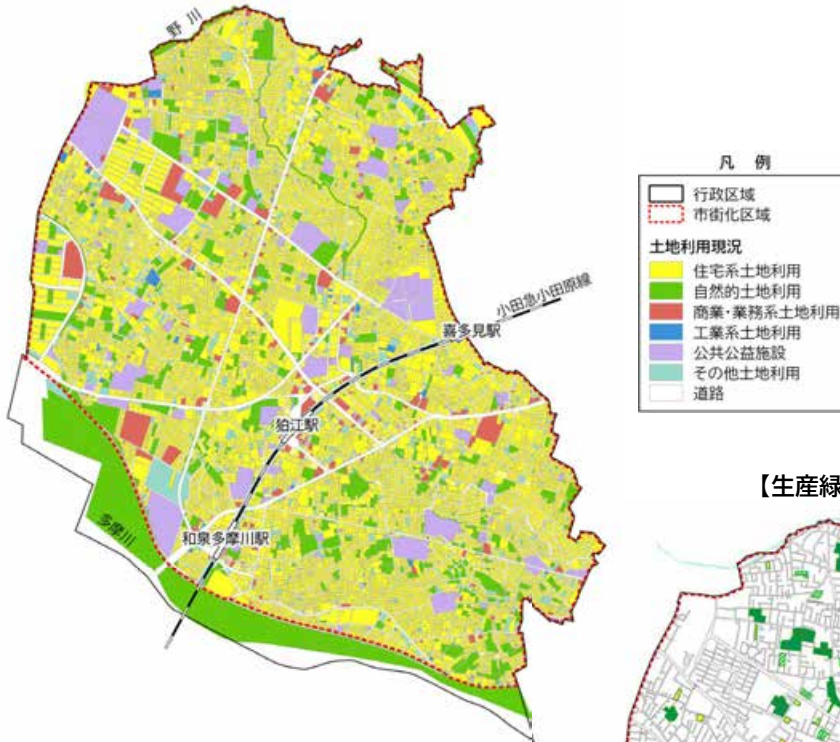 野川
凡 例
行政区域
市街化区域
土地利用現況
住宅系土地利用
自然的土地利用
商業・業務系土地利用
工業系土地利用
公共公益施設
その他土地利用
道路
小田急小田原線
喜多見駅
狛江駅
和泉多摩川駅
多摩川
【生産緑